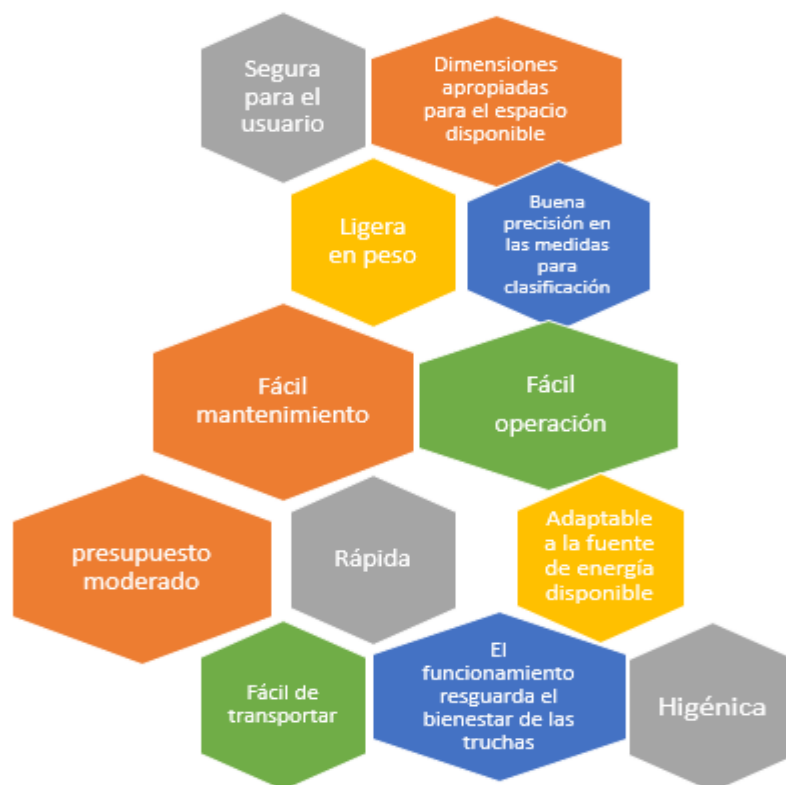 Segura
para el
usuario
Dimensiones
apropiadas
para el espacio
disponible
Ligera
en peso
Buena
precisión en
las medidas
para
clasificación
Fácil
mantenimiento
Fácil
operación
presupuesto
moderado
Rápida
Adaptable
a la fuente
de energía
disponible
Fácil de
transportar
El
funcionamiento
resguarda el
bienestar de las
truchas
Higénica